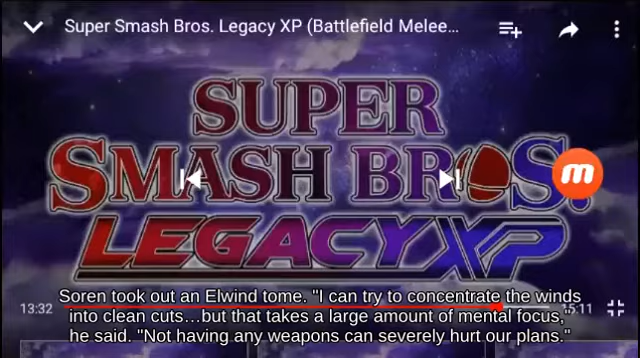 Super Smash Bros. Legacy XP (Battlefield Melee...
SUPER
SMASH BROS.
LEGACY XP
13:32
15:11
Soren took out an Elwind tome. "I can try to concentrate the winds
into clean cuts...but that takes a large amount of mental focus,"
he said. "Not having any weapons can severely hurt our plans."